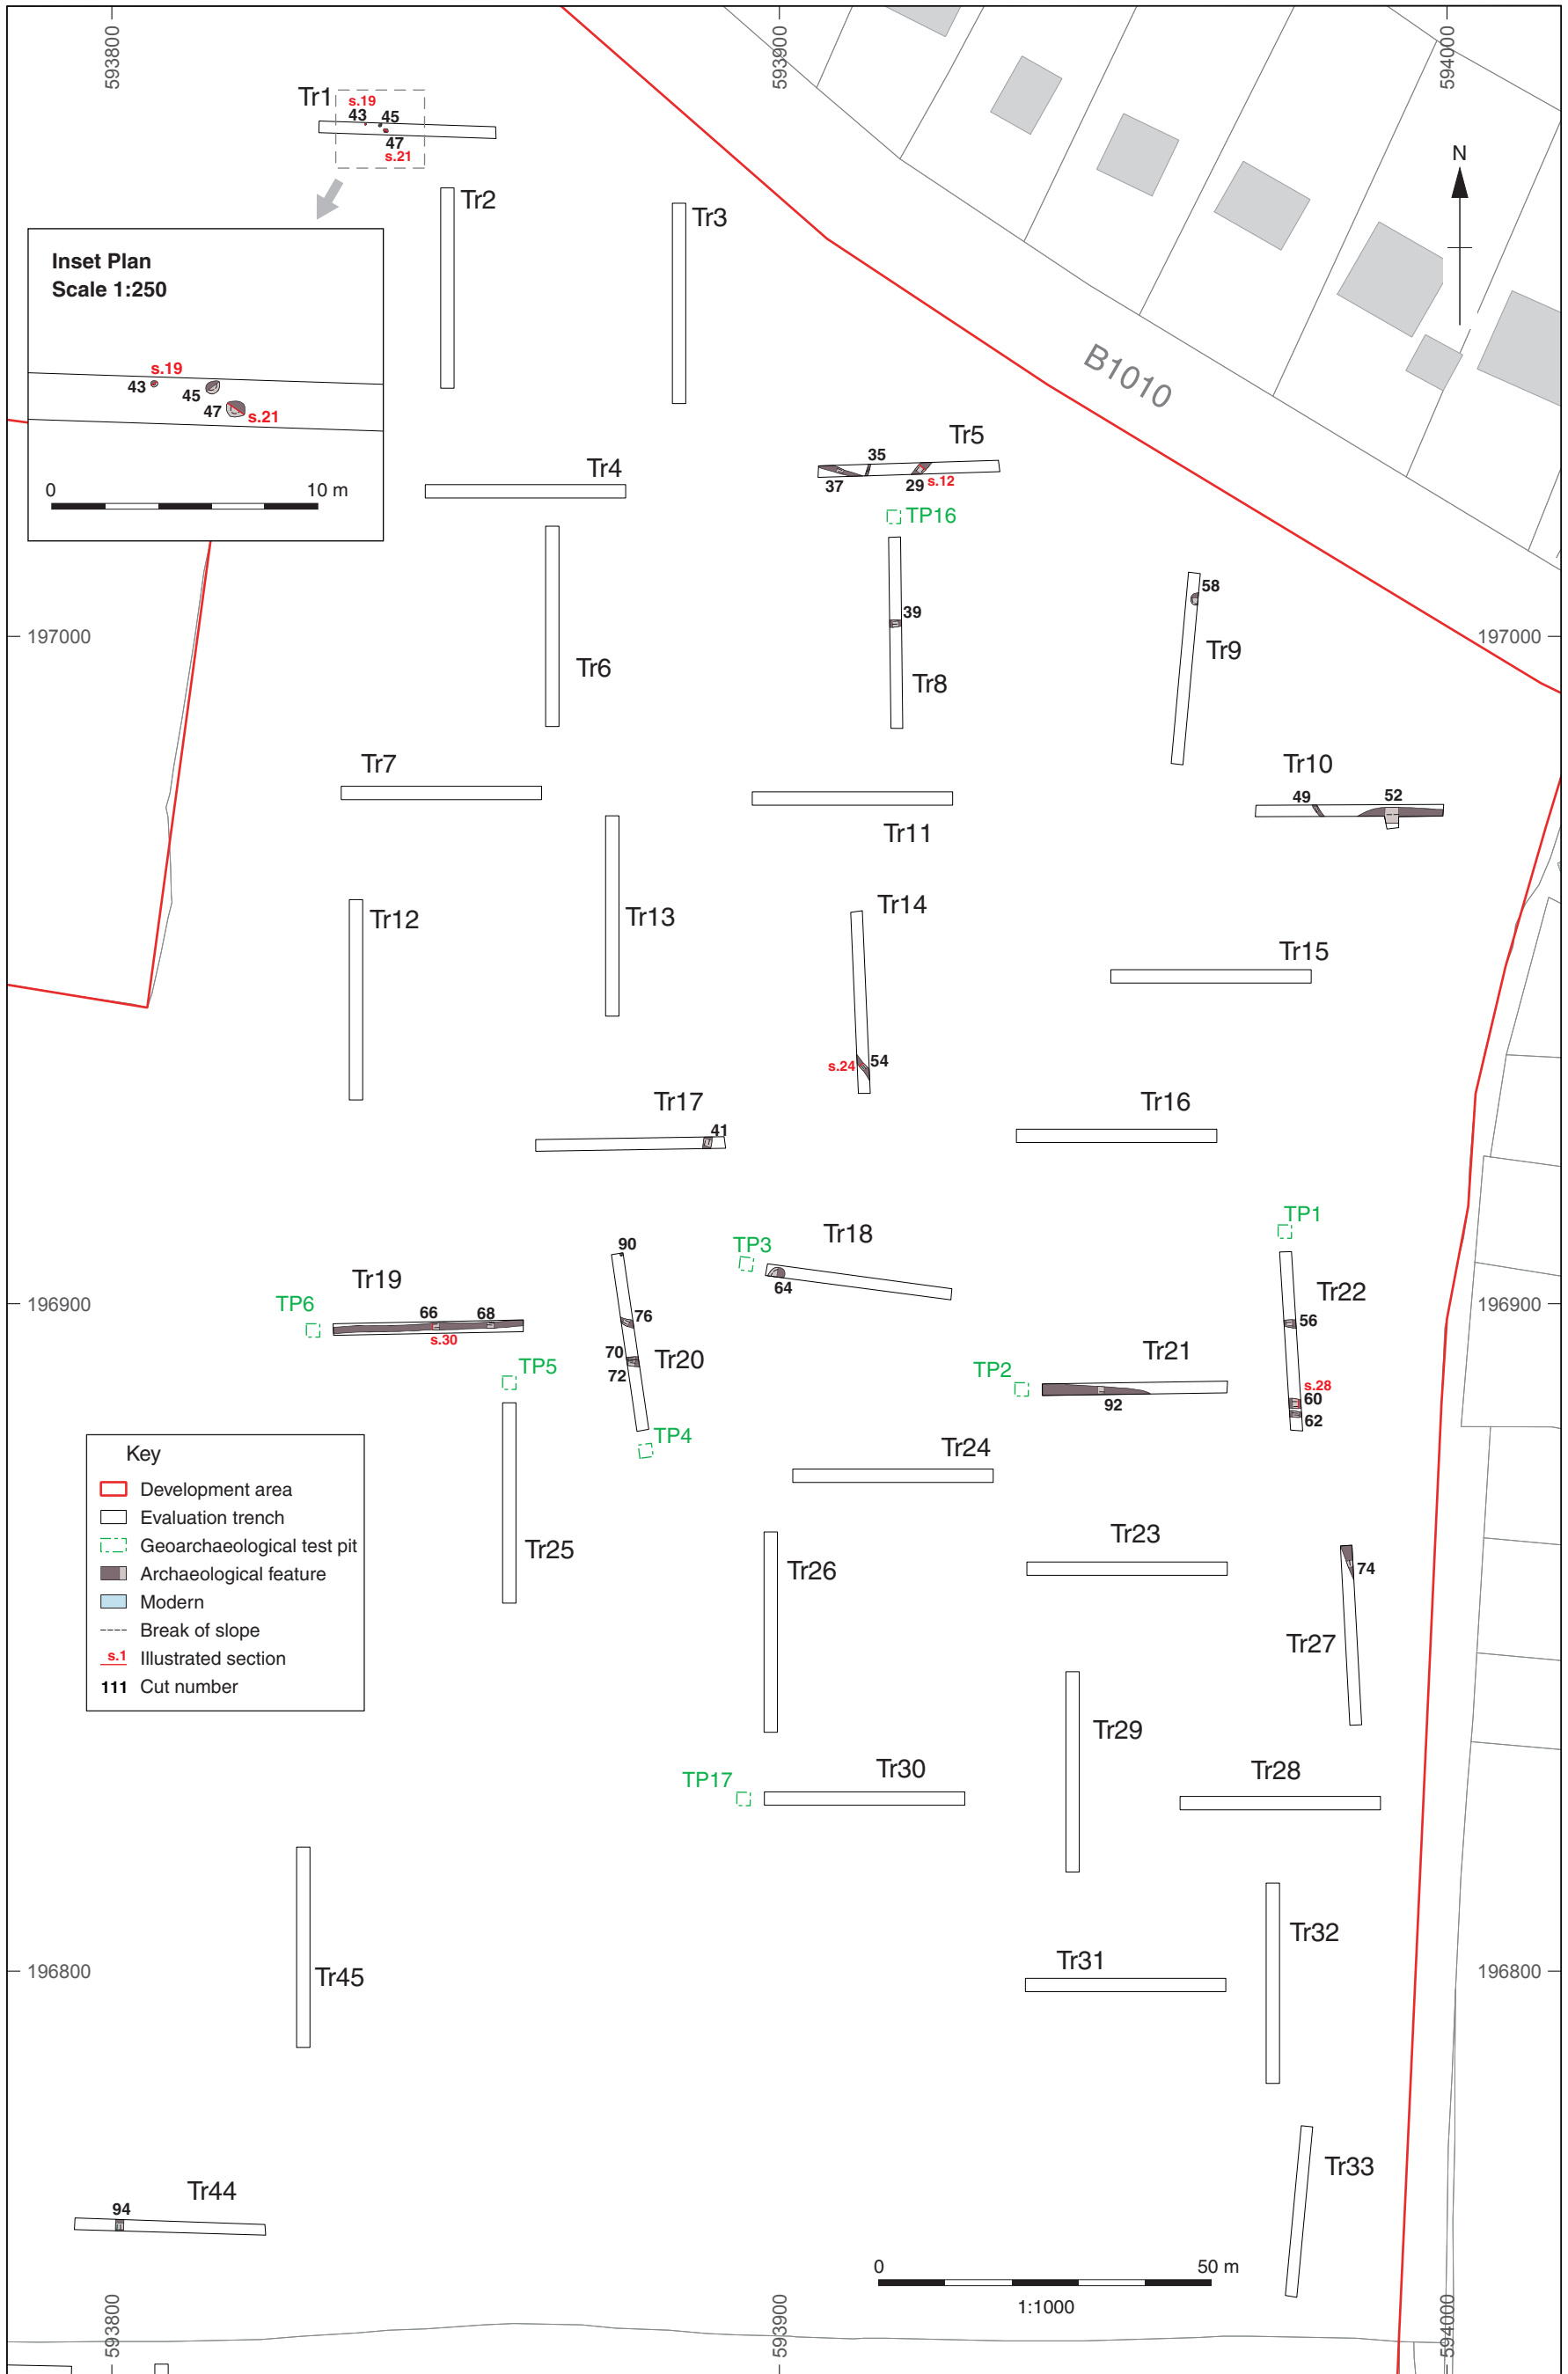 593800
593900
594000
Tr1
s.19
43
45
47
s.21
N
Tr2
Tr3
Inset Plan
Scale 1:250
s.19
43
45
47
s.21
0
10 m
B1010
Tr5
35
37
29
s.12
Tr4
TP16
58
39
197000
197000
Tr9
Tr6
Tr8
Tr7
Tr10
49
52
Tr11
Tr14
Tr12
Tr13
Tr15
s.24
54
Tr17
Tr16
41
TP1
Tr18
90
TP3
Tr19
64
Tr22
TP6
196900
196900
66
68
76
56
s.30
70
Tr20
72
TP5
Tr21
TP2
s.28
92
60
62
TP4
Tr24
Key
Development area
Evaluation trench
Geoarchaeological test pit
Archaeological feature
Modern
Break of slope
s.1 Illustrated section
111 Cut number
Tr25
Tr23
Tr26
74
Tr27
Tr29
Tr30
Tr28
TP17
Tr32
Tr31
196800
196800
Tr45
Tr33
Tr44
94
0
50 m
1:1000
593800
593900
594000